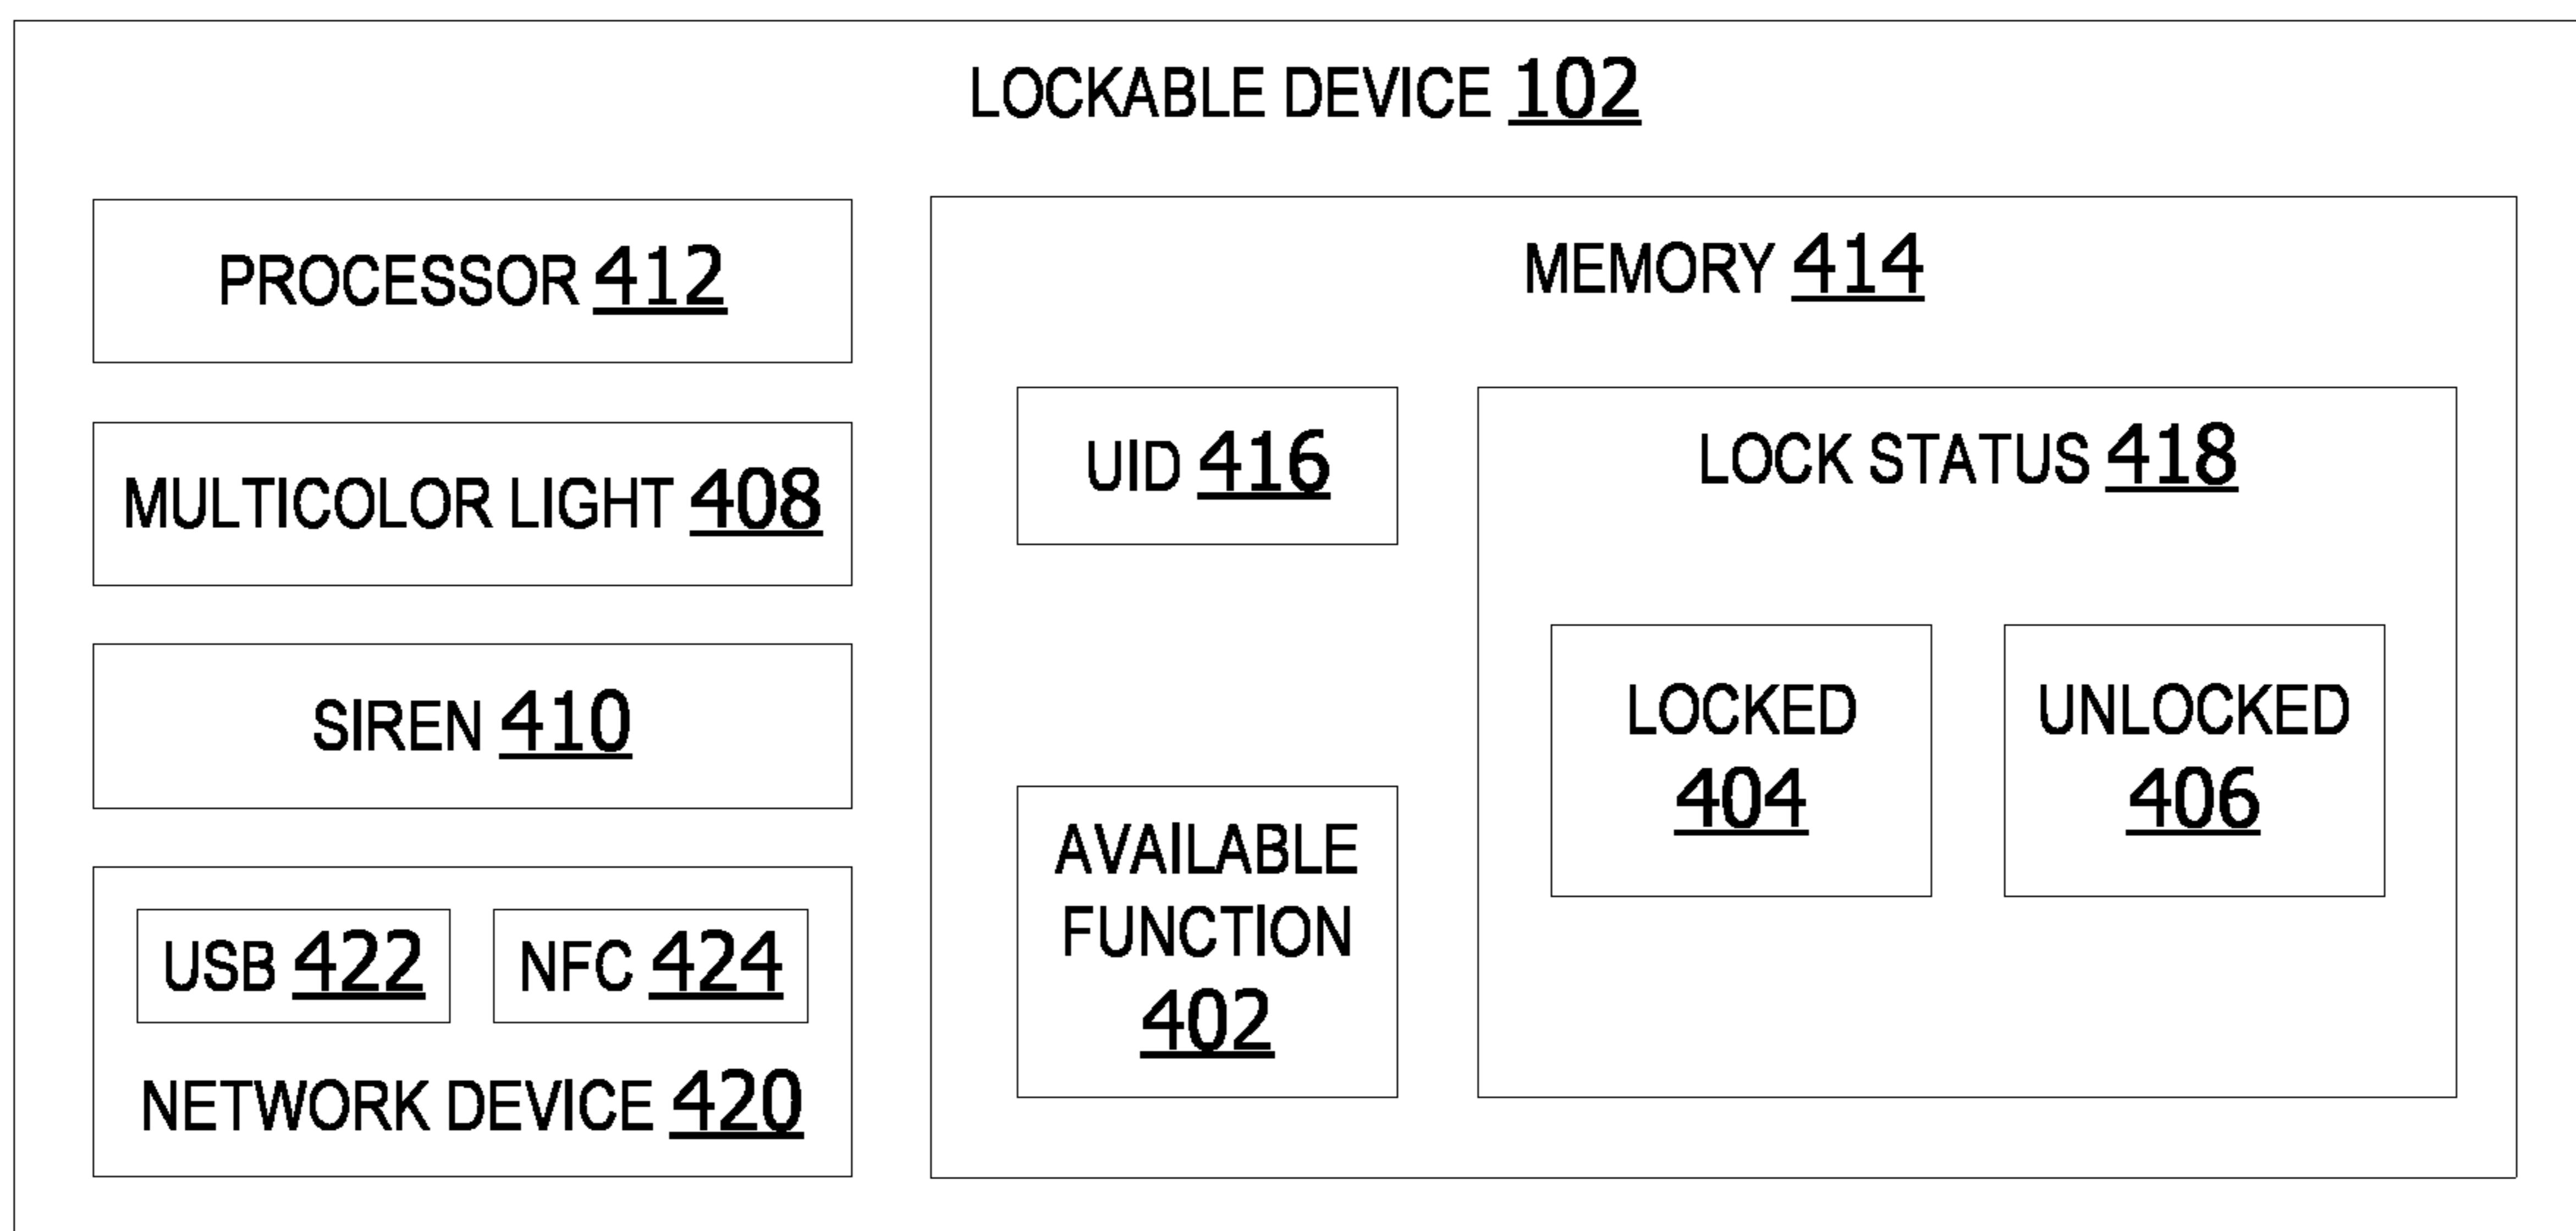 LOCKABLE DEVICE 102
PROCESSOR 412
MULTICOLOR LIGHT 408
SIREN 410
USB 422
NFC 424
NETWORK DEVICE 420
MEMORY 414
UID 416
AVAILABLE
FUNCTION
402
LOCK STATUS 418
LOCKED
404
UNLOCKED
406